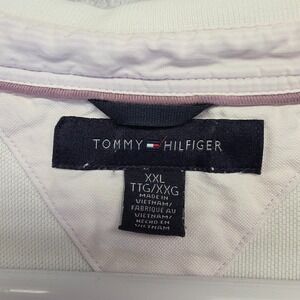 TOMMY HILFIGER
XXL
TTG/XXG
MADE IN
VIETNAM/
FABRIQUÉ AU
VIETNAM/
HECHO EN
VIETNAM